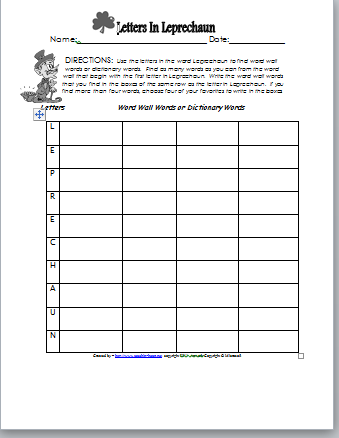 Letters In Leprechaun
Name: Date:
DIRECTIONS: Use the letters in the word Leprechaun to find word wall
words or dictionary words. Find as many words as you can from the word
wall that begin with the first letter in Leprechaun. Write the word wall words
that you find in the boxes of the same row as the letter in Leprechaun. If you
find more than four words, choose four of your favorites to write in the boxes.
Letters Word Wall Words or Dictionary Words
L
E
P
R
E
C
H
A
U
N
Created by